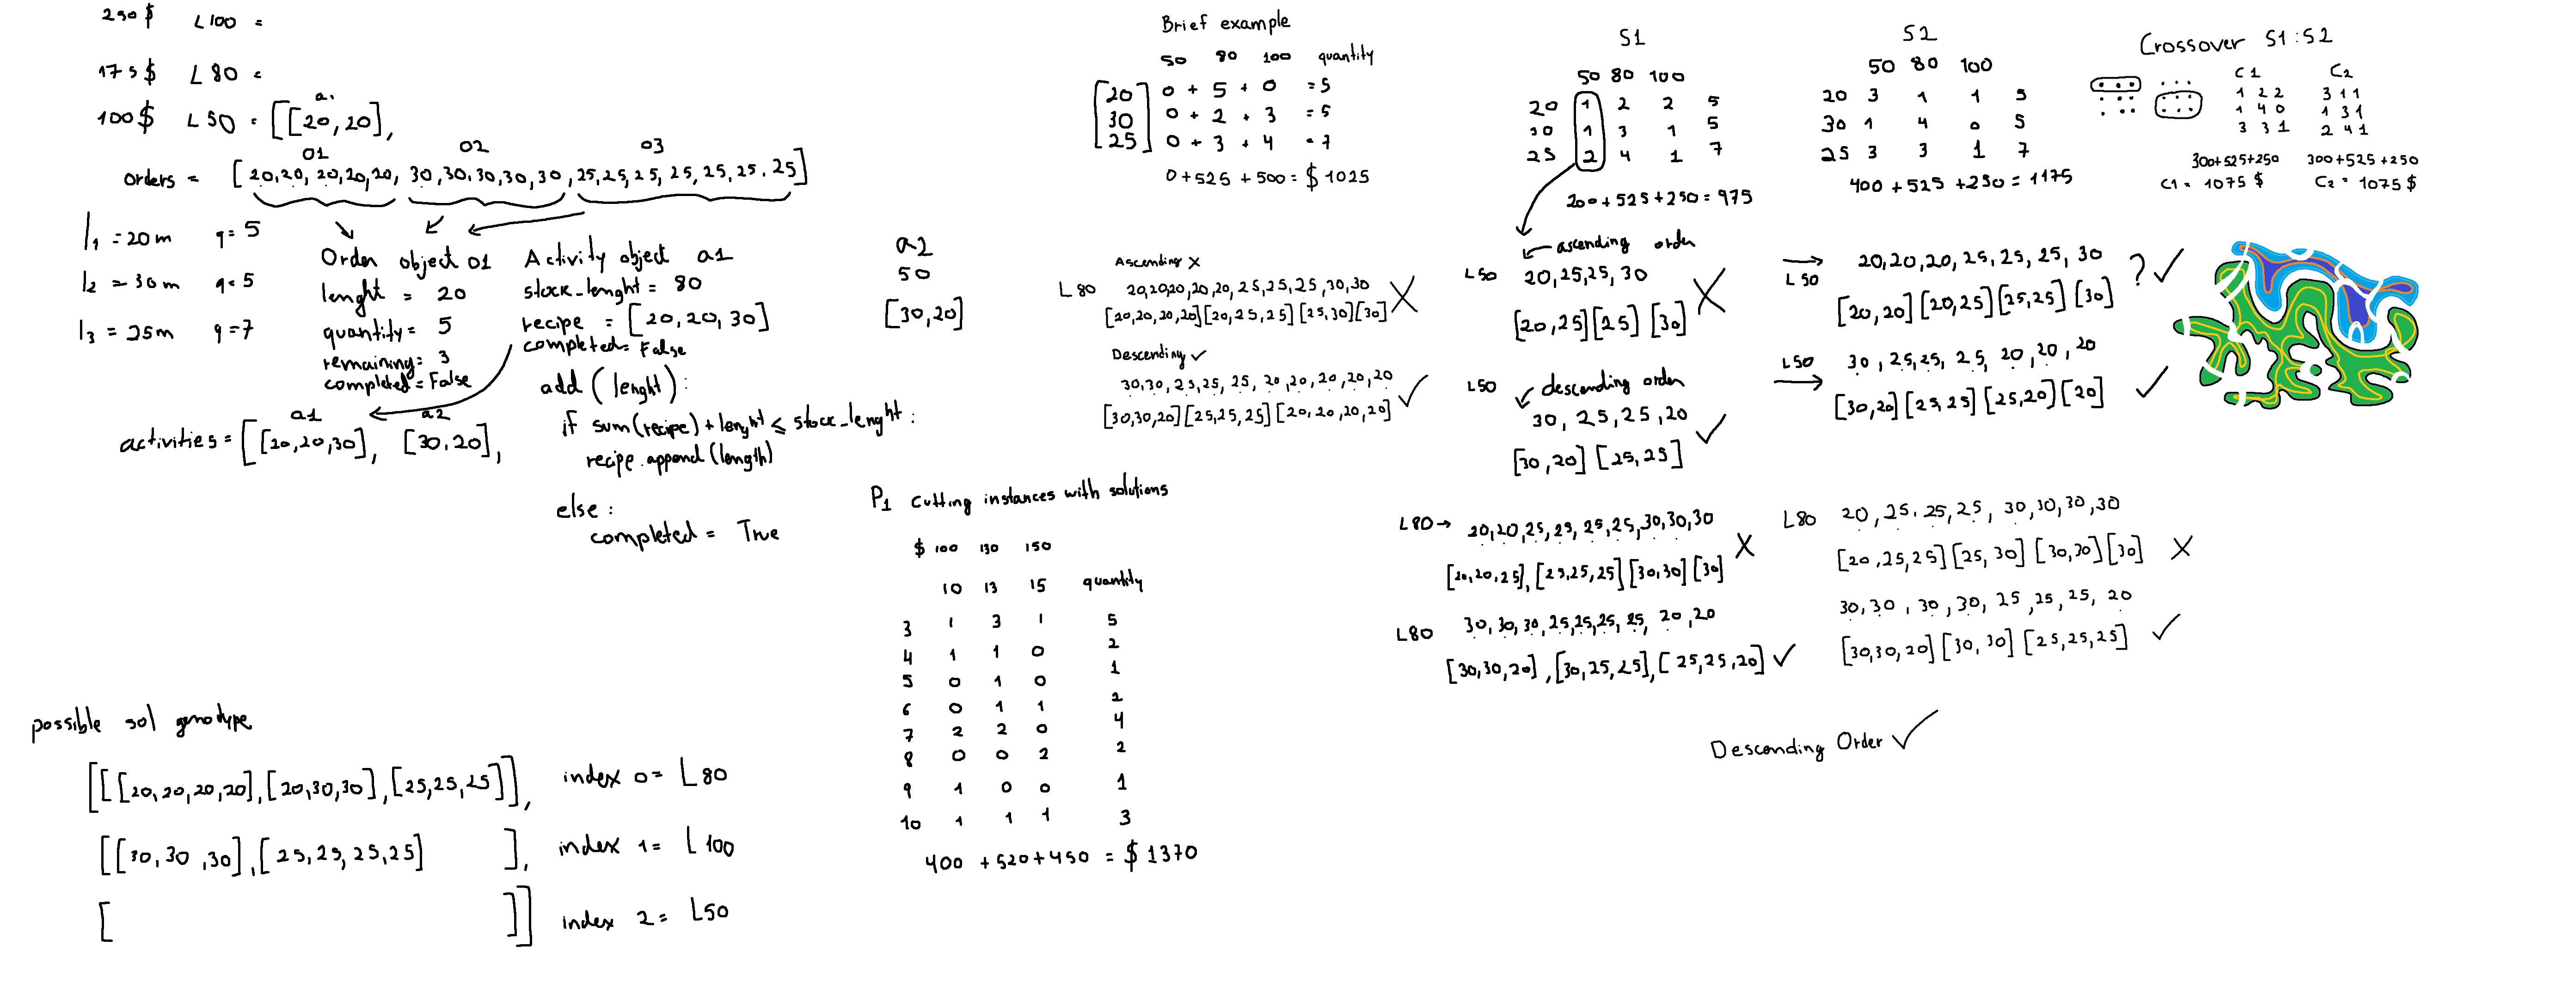 250 $ L100 =
175 $ L80 =
100 $ L50 = [[20,20],
a.
orders = [20,20,20,20,20,30,30,30,30,30,25,25,25,25,25,25,25]
o1 o2 o3
l1 = 20m q=5
l2 = 30m q=5
l3 = 25m q=7
Order object o1
lenght = 20
quantity = 5
remaining: 3
completed = False
Activity object a1
stock_lenght = 80
recipe = [20,20,30]
completed = False
add (lenght):
if sum(recipe) + lenght ≤ stock_lenght :
recipe.append(length)
else:
completed = True
a2
50
[30,20]
a1 a2
activities = [[20,20,30], [30,20],
possible sol genotype
[[[20,20,20,20],[20,30,30],[25,25,25]], index 0 = L80
[[30,30,30],[25,25,25,25] ], index 1 = L100
[ ]] index 2 = L50
Brief example
50 80 100 quantity
[20] 0 + 5 + 0 = 5
[30] 0 + 2 + 3 = 5
[25] 0 + 3 + 4 = 7
0 + 525 + 500 = $ 1025
Ascending X
L80 20,20,20,20,20,25,25,25,30,30
[20,20,20,20][20,25,25][25,30][30] X
Descending ✓
30,30,25,25,25,20,20,20,20,20
[30,30,20][25,25,25][20,20,20,20] ✓
P1 Cutting instances with solutions
$ 100 130 150
10 13 15 quantity
3 1 3 1 5
4 1 1 0 2
5 0 1 0 1
6 0 1 1 2
7 2 2 0 4
8 0 0 2 2
9 1 0 0 1
10 1 1 1 3
400 + 520 + 450 = $ 1370
S1
50 80 100
20 1 2 2 5
30 1 3 1 5
25 2 4 1 7
200 + 525 + 250 = 975
ascending order
L50 20,25,25,30
[20,25][25][30] X
L50 descending order
30,25,25,20
[30,20][25,25] ✓
L80 → 20,20,25,25,25,25,30,30,30
[20,20,25],[25,25,25][30,30][30] X
L80 30,30,30,25,25,25,25,20,20
[30,30,20],[30,25,25],[25,25,20] ✓
S2
50 80 100
20 3 1 1 5
30 1 4 0 5
25 3 3 1 7
400 + 525 + 250 = 1175
L50 20,20,20,25,25,25,30
[20,20][20,25][25,25][30] ? ✓
L50 30,25,25,25,20,20,20
[30,20][25,25][25,20][20] ✓
L80 20,25,25,25,30,30,30,30
[20,25,25][25,30][30,30][30] X
30,30,30,30,25,25,25,20
[30,30,20][30,30][25,25,25] ✓
Descending Order ✓
Crossover S1:S2
C1 C2
1 2 2 3 1 1
1 4 0 1 3 1
3 3 1 2 4 1
300+525+250 300+525+250
C1 = 1075 $ C2 = 1075 $